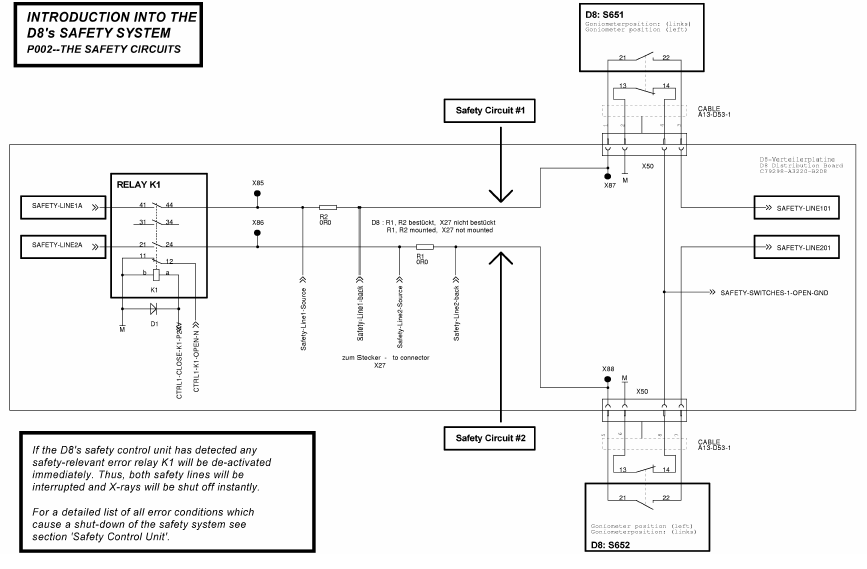 INTRODUCTION INTO THE
D8's SAFETY SYSTEM
P002--THE SAFETY CIRCUITS
D8: S651
Goniometerposition: (links)
Goniometer position (left)
21 22
13 14
CABLE
A13-D53-1
Safety Circuit #1
X50
X87
M
D8-Verteilerplatine
D8 Distribution Board
C79298-A3220-B208
RELAY K1
SAFETY-LINE1A
41 44
31 34
SAFETY-LINE2A
21 24
11 12
b a
K1
M
D1
CTRL1-CLOSE-K1-P24V
CTRL1-K1-OPEN-N
X85
X86
R2
0R0
D8 : R1, R2 bestückt, X27 nicht bestückt
R1, R2 mounted, X27 not mounted
R1
0R0
Safety-Line1-Source
Safety-Line1-back
Safety-Line2-Source
Safety-Line2-back
zum Stecker - to connector
X27
SAFETY-LINE101
SAFETY-LINE201
SAFETY-SWITCHES-1-OPEN-GND
X88
M
X50
Safety Circuit #2
CABLE
A13-D53-1
13 14
21 22
Goniometer position (left)
Goniometerposition: (links)
D8: S652
If the D8's safety control unit has detected any
safety-relevant error relay K1 will be de-activated
immediately. Thus, both safety lines will be
interrupted and X-rays will be shut off instantly.
For a detailed list of all error conditions which
cause a shut-down of the safety system see
section 'Safety Control Unit'.